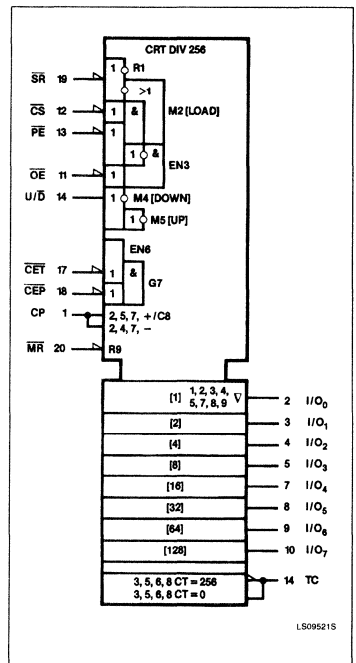 CRT DIV 256
SR 19 1 R1
>1
CS 12 1 & M2 [LOAD]
PE 13 1
1 &
EN3
OE 11 1
U/D 14 1 M4 [DOWN]
1 M5 [UP]
EN6
CET 17 1 &
G7
CEP 18 1
CP 1 2, 5, 7, +/C8
2, 4, 7, –
MR 20 R9
[1] 1, 2, 3, 4, ▽ 2 I/O₀
5, 7, 8, 9
[2] 3 I/O₁
[4] 4 I/O₂
[8] 5 I/O₃
[16] 7 I/O₄
[32] 8 I/O₅
[64] 9 I/O₆
[128] 10 I/O₇
14 TC
3, 5, 6, 8 CT = 256
3, 5, 6, 8 CT = 0
LS09521S